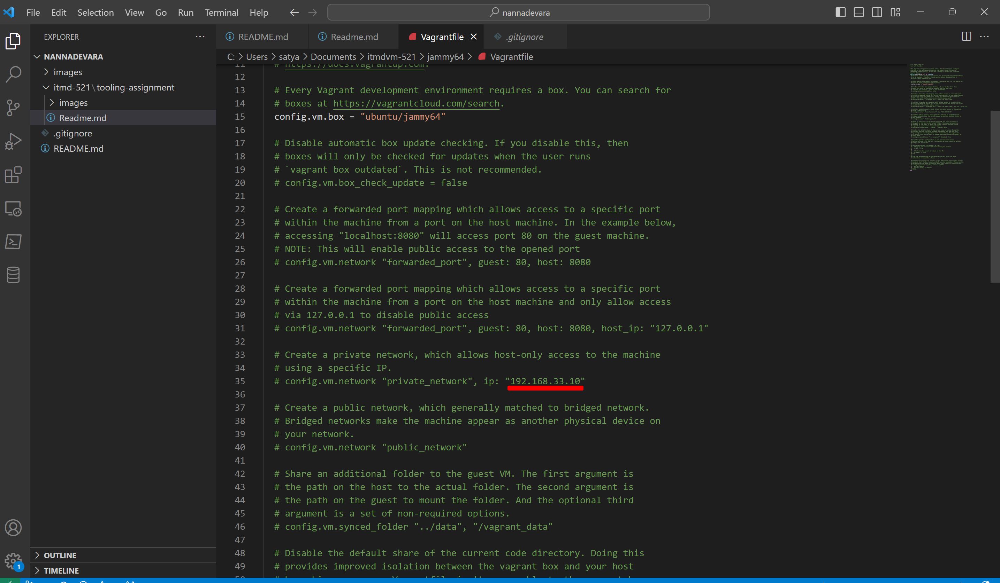 File Edit Selection View Go Run Terminal Help
nannadevara
EXPLORER
README.md Readme.md Vagrantfile .gitignore
C: > Users > satya > Documents > itmdvm-521 > jammy64 > Vagrantfile
NANNADEVARA
images
itmd-521\tooling-assignment
images
Readme.md
.gitignore
README.md
OUTLINE
TIMELINE
1
11 # https://docs.vagrantup.com.
12
13 # Every Vagrant development environment requires a box. You can search for
14 # boxes at https://vagrantcloud.com/search.
15 config.vm.box = "ubuntu/jammy64"
16
17 # Disable automatic box update checking. If you disable this, then
18 # boxes will only be checked for updates when the user runs
19 # `vagrant box outdated`. This is not recommended.
20 # config.vm.box_check_update = false
21
22 # Create a forwarded port mapping which allows access to a specific port
23 # within the machine from a port on the host machine. In the example below,
24 # accessing "localhost:8080" will access port 80 on the guest machine.
25 # NOTE: This will enable public access to the opened port
26 # config.vm.network "forwarded_port", guest: 80, host: 8080
27
28 # Create a forwarded port mapping which allows access to a specific port
29 # within the machine from a port on the host machine and only allow access
30 # via 127.0.0.1 to disable public access
31 # config.vm.network "forwarded_port", guest: 80, host: 8080, host_ip: "127.0.0.1"
32
33 # Create a private network, which allows host-only access to the machine
34 # using a specific IP.
35 # config.vm.network "private_network", ip: "192.168.33.10"
36
37 # Create a public network, which generally matched to bridged network.
38 # Bridged networks make the machine appear as another physical device on
39 # your network.
40 # config.vm.network "public_network"
41
42 # Share an additional folder to the guest VM. The first argument is
43 # the path on the host to the actual folder. The second argument is
44 # the path on the guest to mount the folder. And the optional third
45 # argument is a set of non-required options.
46 # config.vm.synced_folder "../data", "/vagrant_data"
47
48 # Disable the default share of the current code directory. Doing this
49 # provides improved isolation between the vagrant box and your host